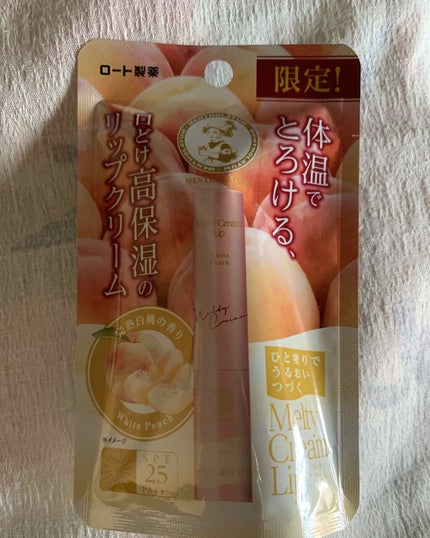 ロート製薬
限定!
体温で
とろける、
口どけ高保湿の
リップクリーム
MENTHOLATUM
Melty Cream
Lip
White
Peach
Melty
Cream
完熟白桃の香り
White Peach
※イメージ
SPF
25
PA+++
ひと塗りで
うるおい
つづく
Melty
Cream
Lip